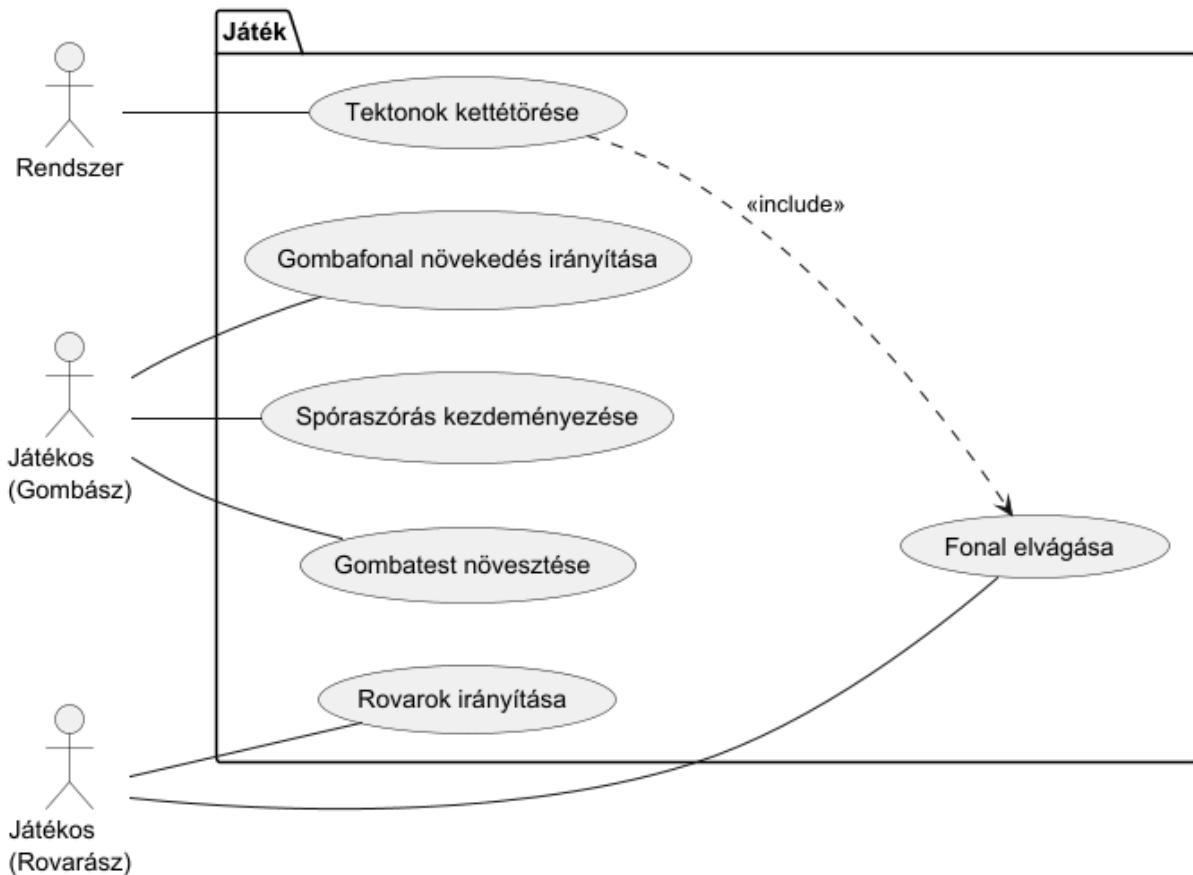 Játék
Rendszer
Tektonok kettétörése
«include»
Gombafonal növekedés irányítása
Játékos
(Gombász)
Spóraszórás kezdeményezése
Gombatest növesztése
Fonal elvágása
Rovarok irányítása
Játékos
(Rovarász)